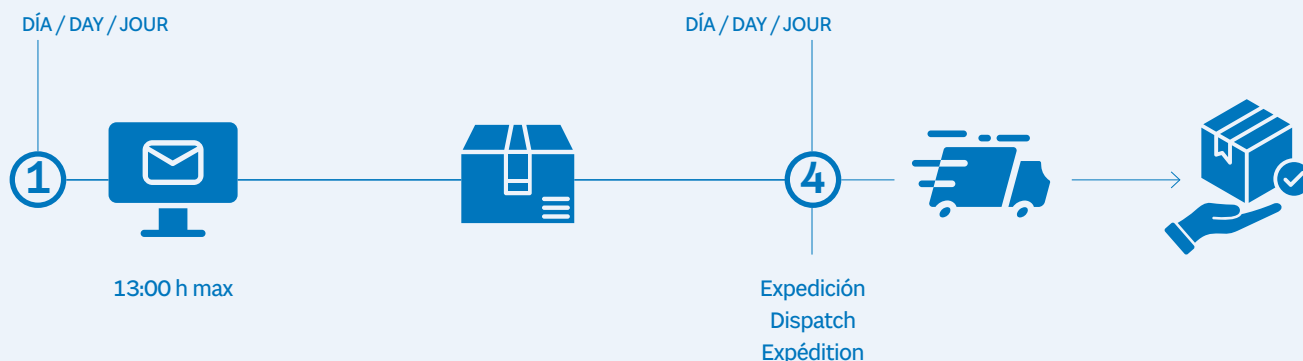 DÍA / DAY / JOUR
DÍA / DAY / JOUR
1
4
13:00 h max
Expedición
Dispatch
Expédition